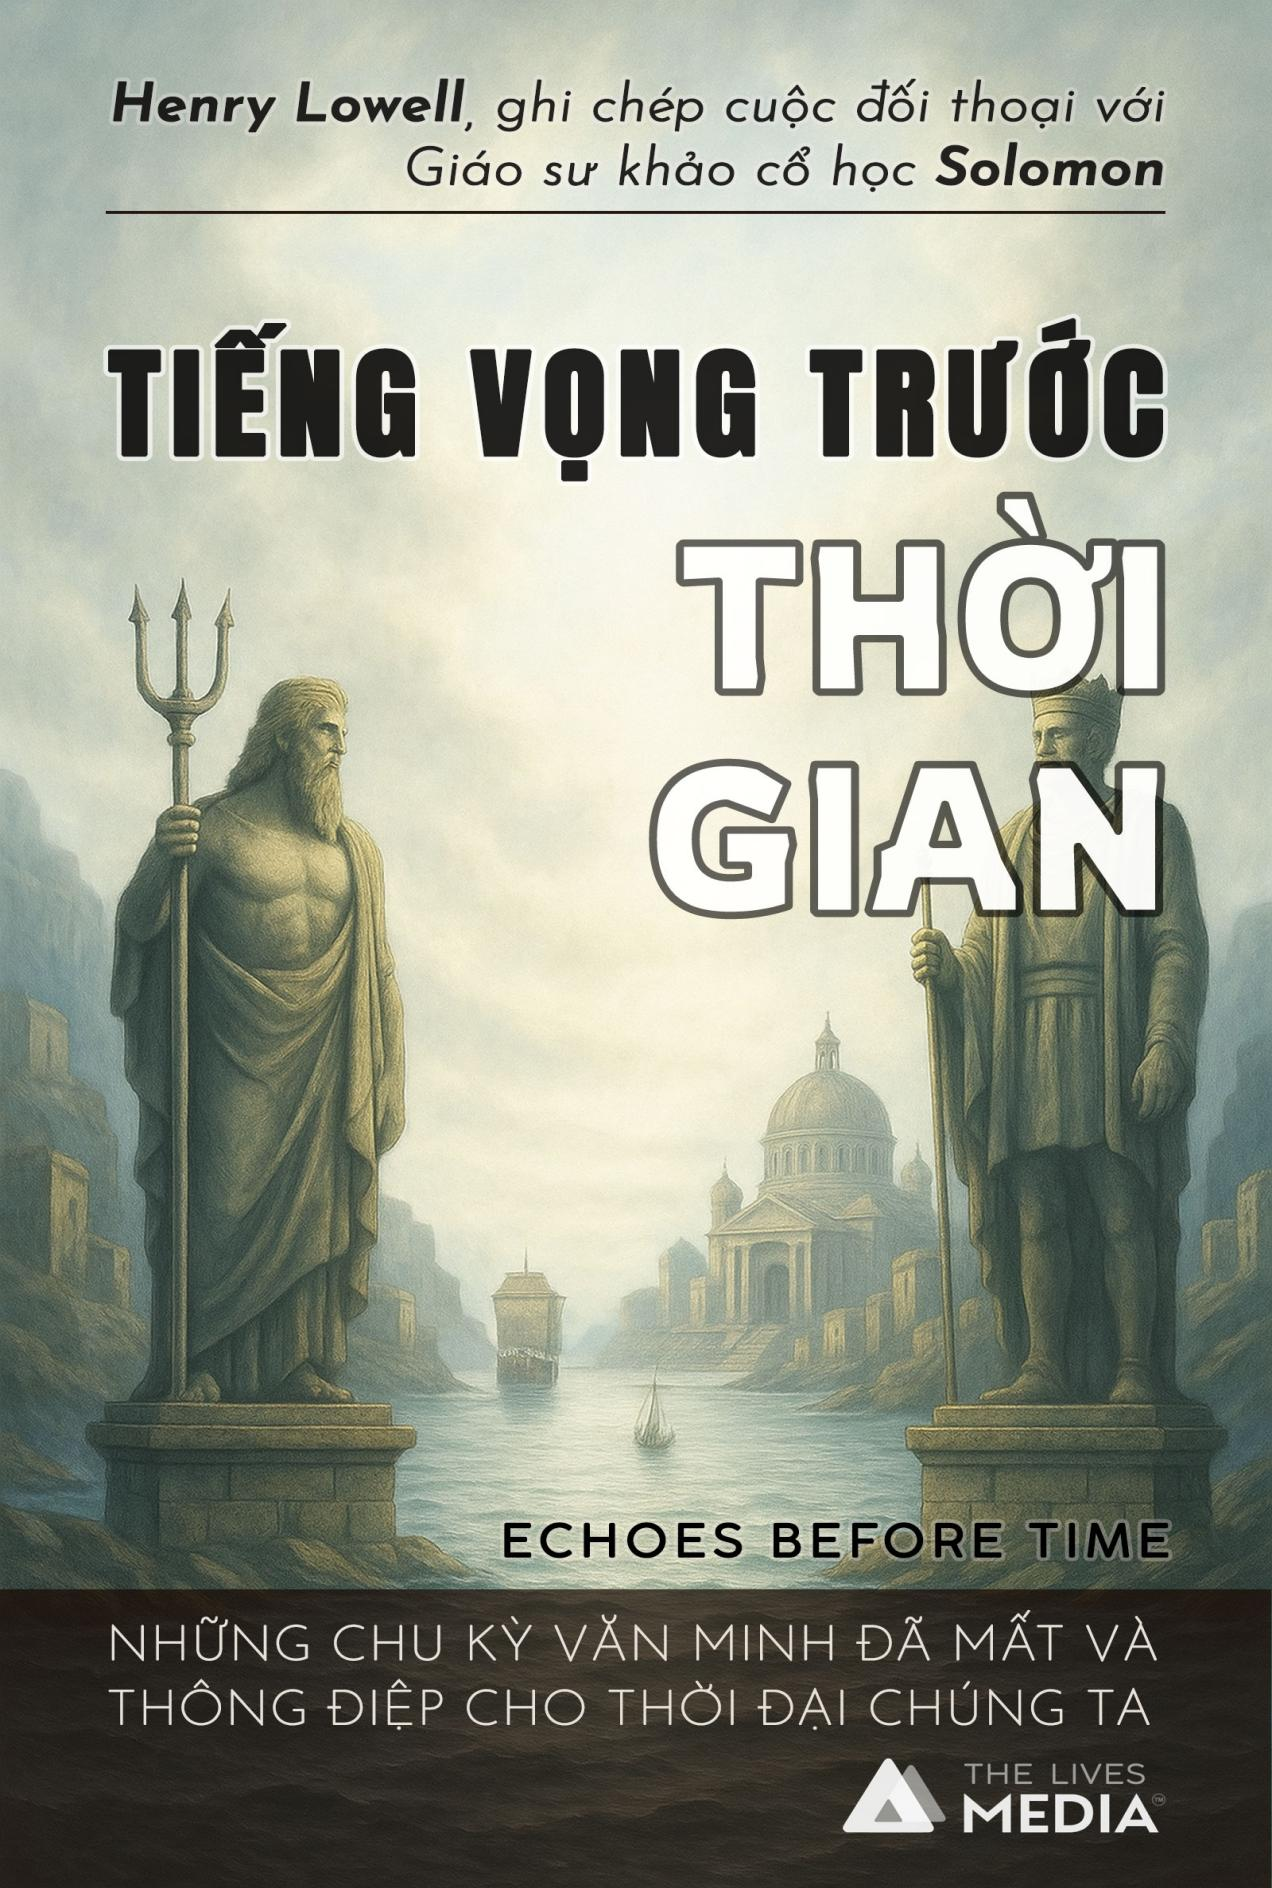 Henry Lowell, ghi chép cuộc đối thoại với
Giáo sư khảo cổ học Solomon
TIẾNG VỌNG TRƯỚC
THỜI
GIAN
ECHOES BEFORE TIME
NHỮNG CHU KỲ VĂN MINH ĐÃ MẤT VÀ
THÔNG ĐIỆP CHO THỜI ĐẠI CHÚNG TA
THE LIVES
MEDIA™